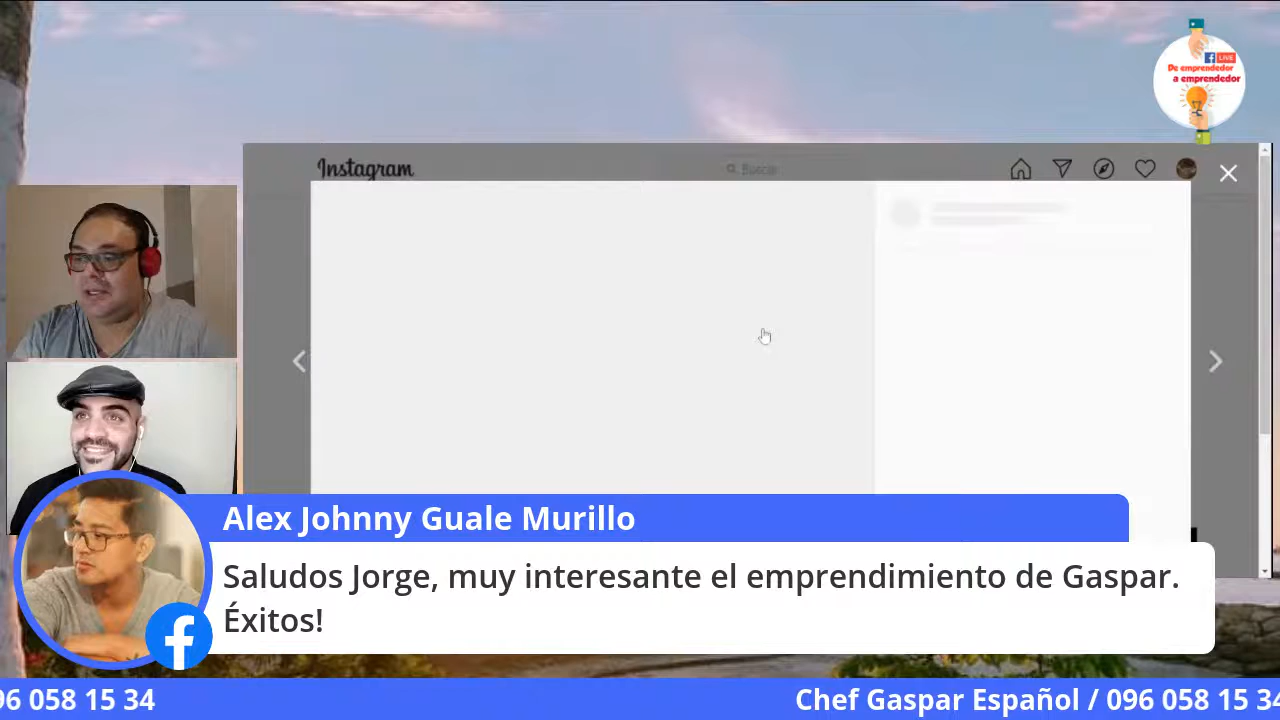 LIVE
De emprendedor
a emprendedor
Instagram
Buscar
Alex Johnny Guale Murillo
Saludos Jorge, muy interesante el emprendimiento de Gaspar.
Éxitos!
96 058 15 34
Chef Gaspar Español / 096 058 15 34